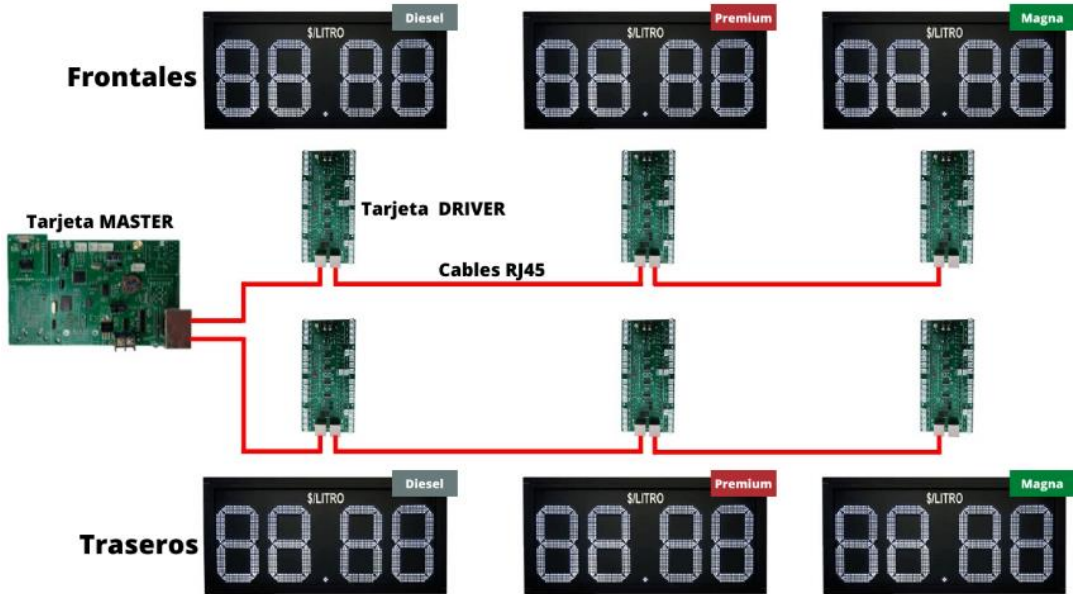 Diesel
Premium
Magna
$/LITRO
$/LITRO
$/LITRO
Frontales
88.88
88.88
88.88
Tarjeta MASTER
Tarjeta DRIVER
Cables RJ45
Diesel
Premium
Magna
$/LITRO
$/LITRO
$/LITRO
Traseros
88.88
88.88
88.88